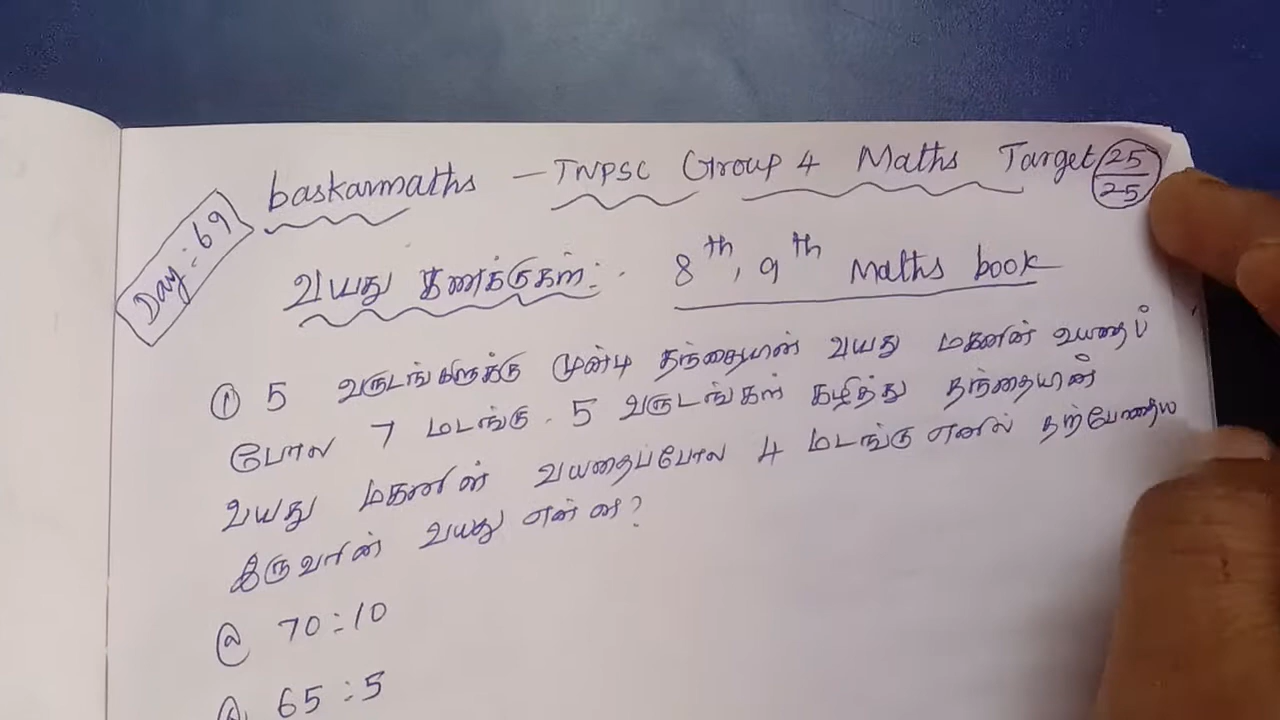 baskarmaths - TNPSC Group 4 Maths Target 25/25
Day: 69
வயது கணக்குகள்: 8th, 9th Maths book
① 5 வருடங்களுக்கு முன்பு தந்தையின் வயது மகனின் வயதைப்
போல 7 மடங்கு. 5 வருடங்கள் கழித்து தந்தையின்
வயது மகனின் வயதைப்போல 4 மடங்கு எனில் தற்போதைய
இருவரின் வயது என்ன?
ⓐ 70:10
65:5